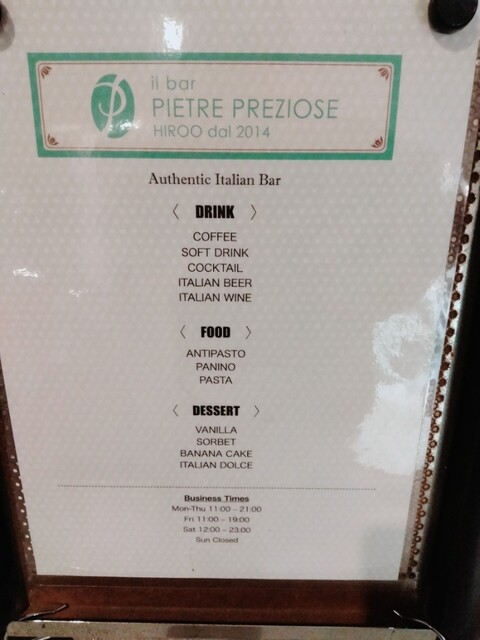 il bar
PIETRE PREZIOSE
HIROO dal 2014
Authentic Italian Bar
〈 DRINK 〉
COFFEE
SOFT DRINK
COCKTAIL
ITALIAN BEER
ITALIAN WINE
〈 FOOD 〉
ANTIPASTO
PANINO
PASTA
〈 DESSERT 〉
VANILLA
SORBET
BANANA CAKE
ITALIAN DOLCE
Business Times
Mon-Thu 11:00 - 21:00
Fri 11:00 - 19:00
Sat 12:00 - 23:00
Sun Closed